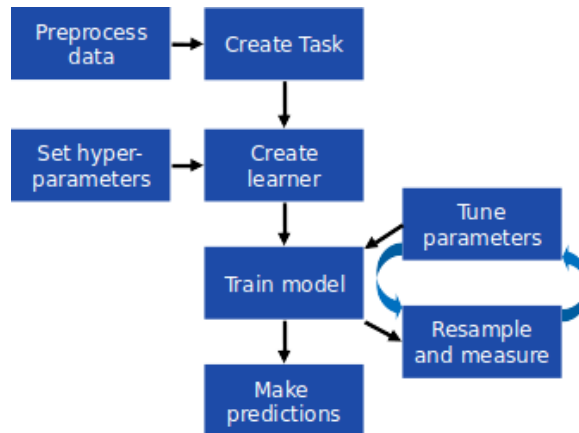 Preprocess
data
Create Task
Set hyper-
parameters
Create
learner
Tune
parameters
Train model
Resample
and measure
Make
predictions